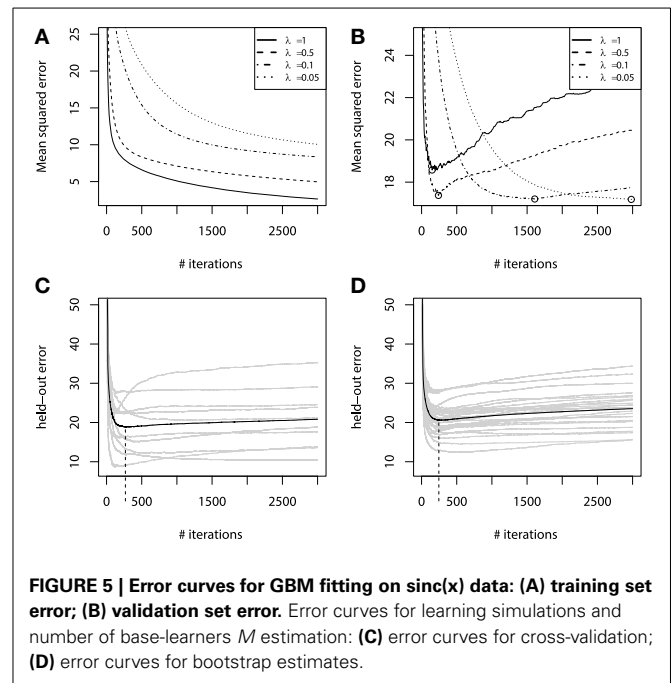 A
Mean squared error
25
20
15
10
5
λ =1
λ =0.5
λ =0.1
λ =0.05
0 500 1500 2500
# iterations
B
Mean squared error
24
22
20
18
λ =1
λ =0.5
λ =0.1
λ =0.05
0 500 1500 2500
# iterations
C
held−out error
50
40
30
20
10
0 500 1500 2500
# iterations
D
held−out error
50
40
30
20
10
0 500 1500 2500
# iterations
FIGURE 5 | Error curves for GBM fitting on sinc(x) data: (A) training set
error; (B) validation set error. Error curves for learning simulations and
number of base-learners M estimation: (C) error curves for cross-validation;
(D) error curves for bootstrap estimates.